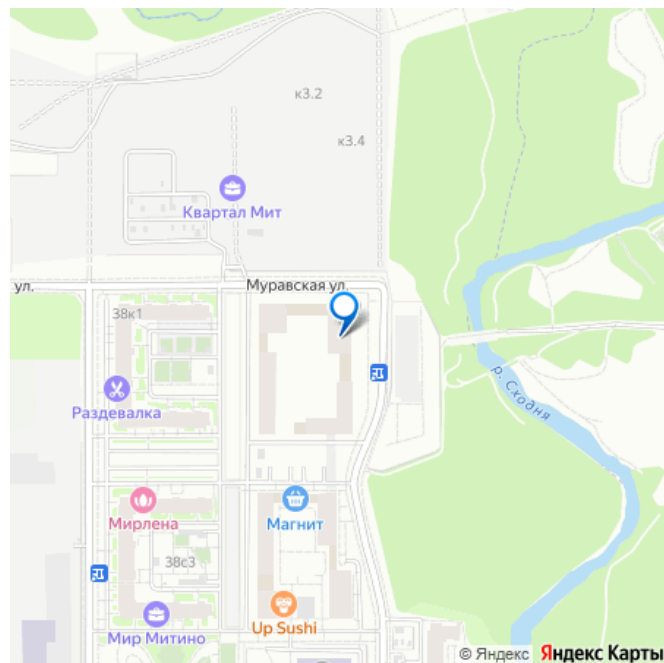 к3.2
к3.4
Квартал Мит
ул.
Муравская ул.
38к1
Раздевалка
р. Сходня
Мирлена
Магнит
38с3
Мир Митино
Up Sushi
© Яндекс Яндекс Карты